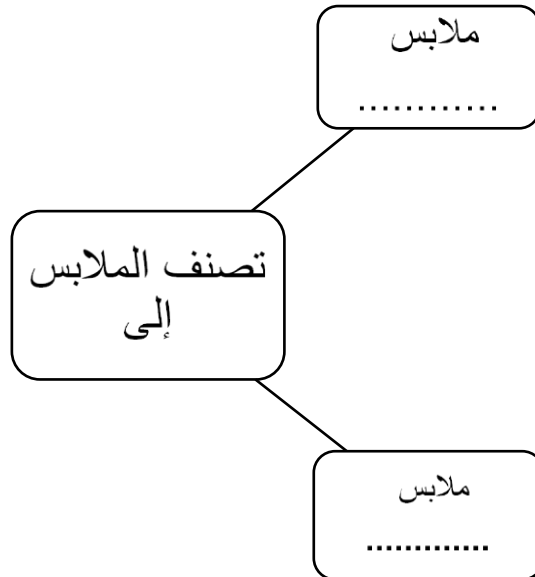 ملابس
............
تصنف الملابس
إلى
ملابس
.............